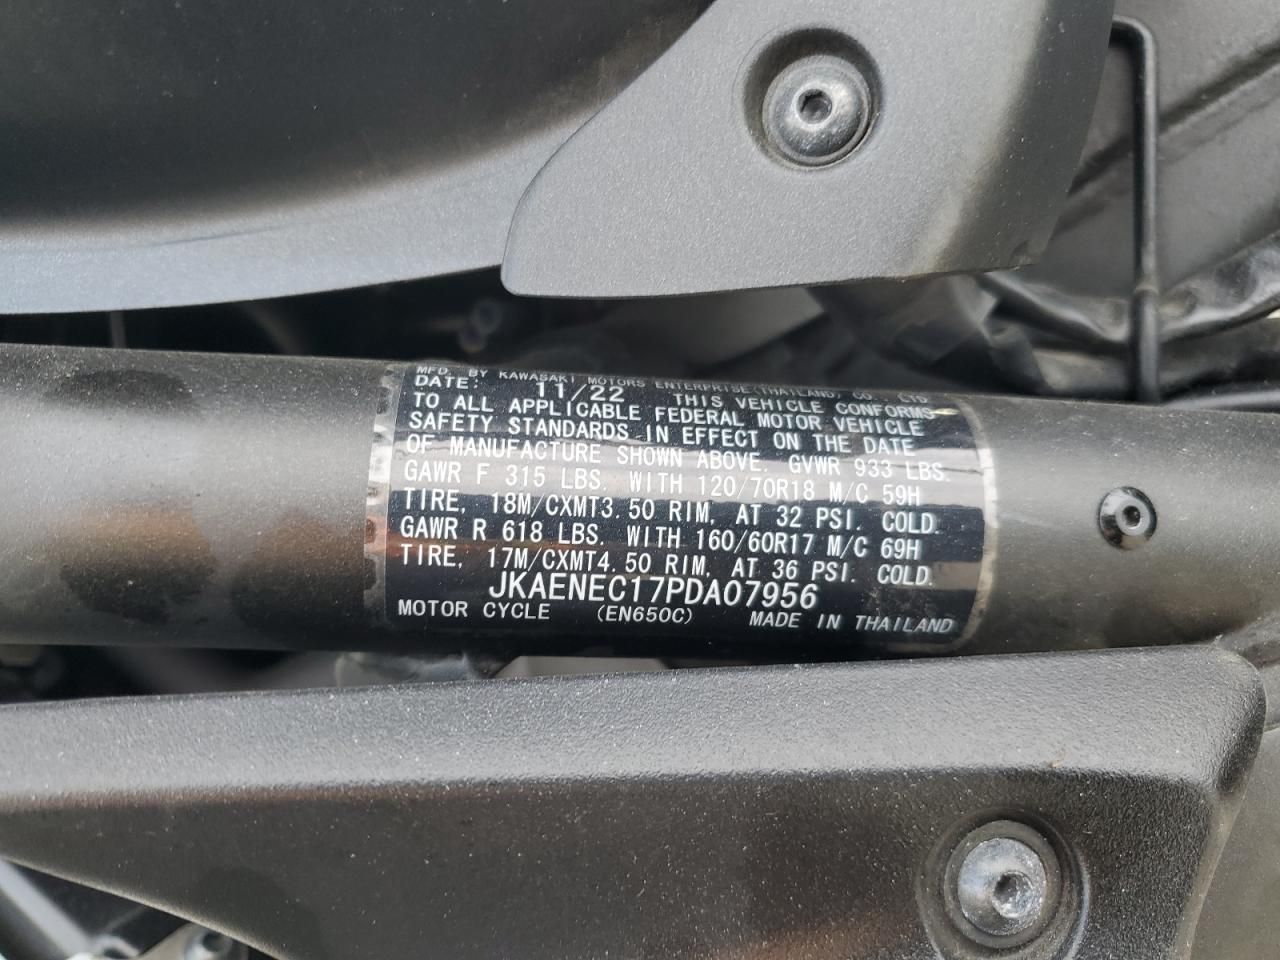 MFD. BY KAWASAKI MOTORS ENTERPRISE(THAILAND) CO., LTD
DATE: 11/22 THIS VEHICLE CONFORMS
TO ALL APPLICABLE FEDERAL MOTOR VEHICLE
SAFETY STANDARDS IN EFFECT ON THE DATE
OF MANUFACTURE SHOWN ABOVE. GVWR 933 LBS.
GAWR F 315 LBS. WITH 120/70R18 M/C 59H
TIRE, 18M/CXMT3.50 RIM, AT 32 PSI. COLD.
GAWR R 618 LBS. WITH 160/60R17 M/C 69H
TIRE, 17M/CXMT4.50 RIM, AT 36 PSI. COLD.
JKAENEC17PDA07956
MOTOR CYCLE (EN650C) MADE IN THAILAND